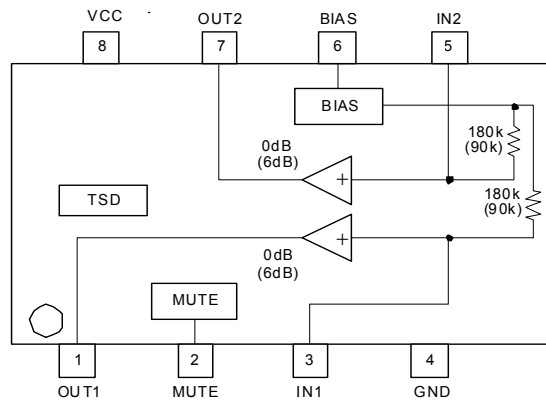 VCC OUT2 BIAS IN2
8 7 6 5
BIAS
180k
(90k)
0dB
(6dB)
+
180k
(90k)
TSD
+
0dB
(6dB)
MUTE
1 2 3 4
OUT1 MUTE IN1 GND